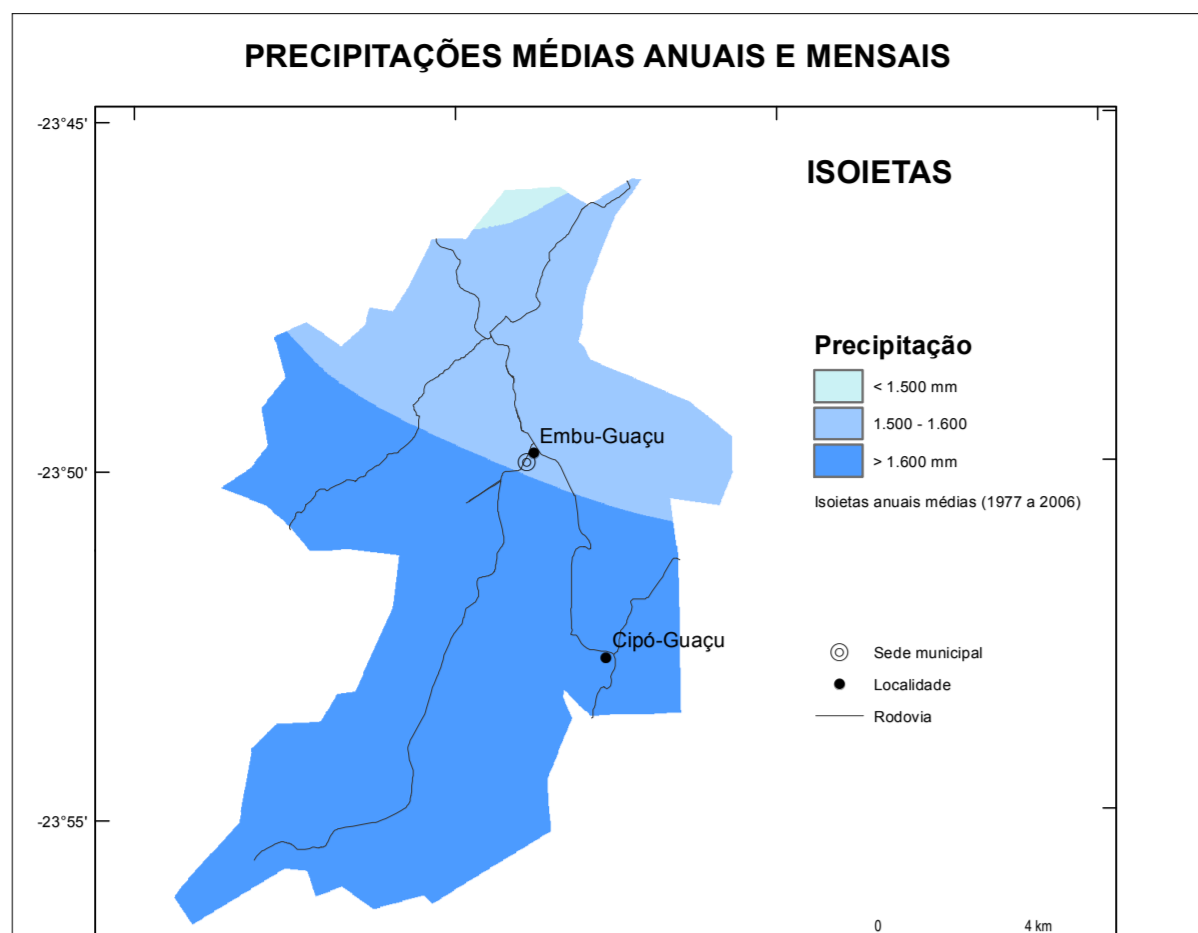 PRECIPITAÇÕES MÉDIAS ANUAIS E MENSAIS
-23°45'
ISOIETAS
Precipitação
< 1.500 mm
1.500 - 1.600
> 1.600 mm
Embu-Guaçu
-23°50'
Isoietas anuais médias (1977 a 2006)
Cipó-Guaçu
Sede municipal
Localidade
Rodovia
-23°55'
0 4 km